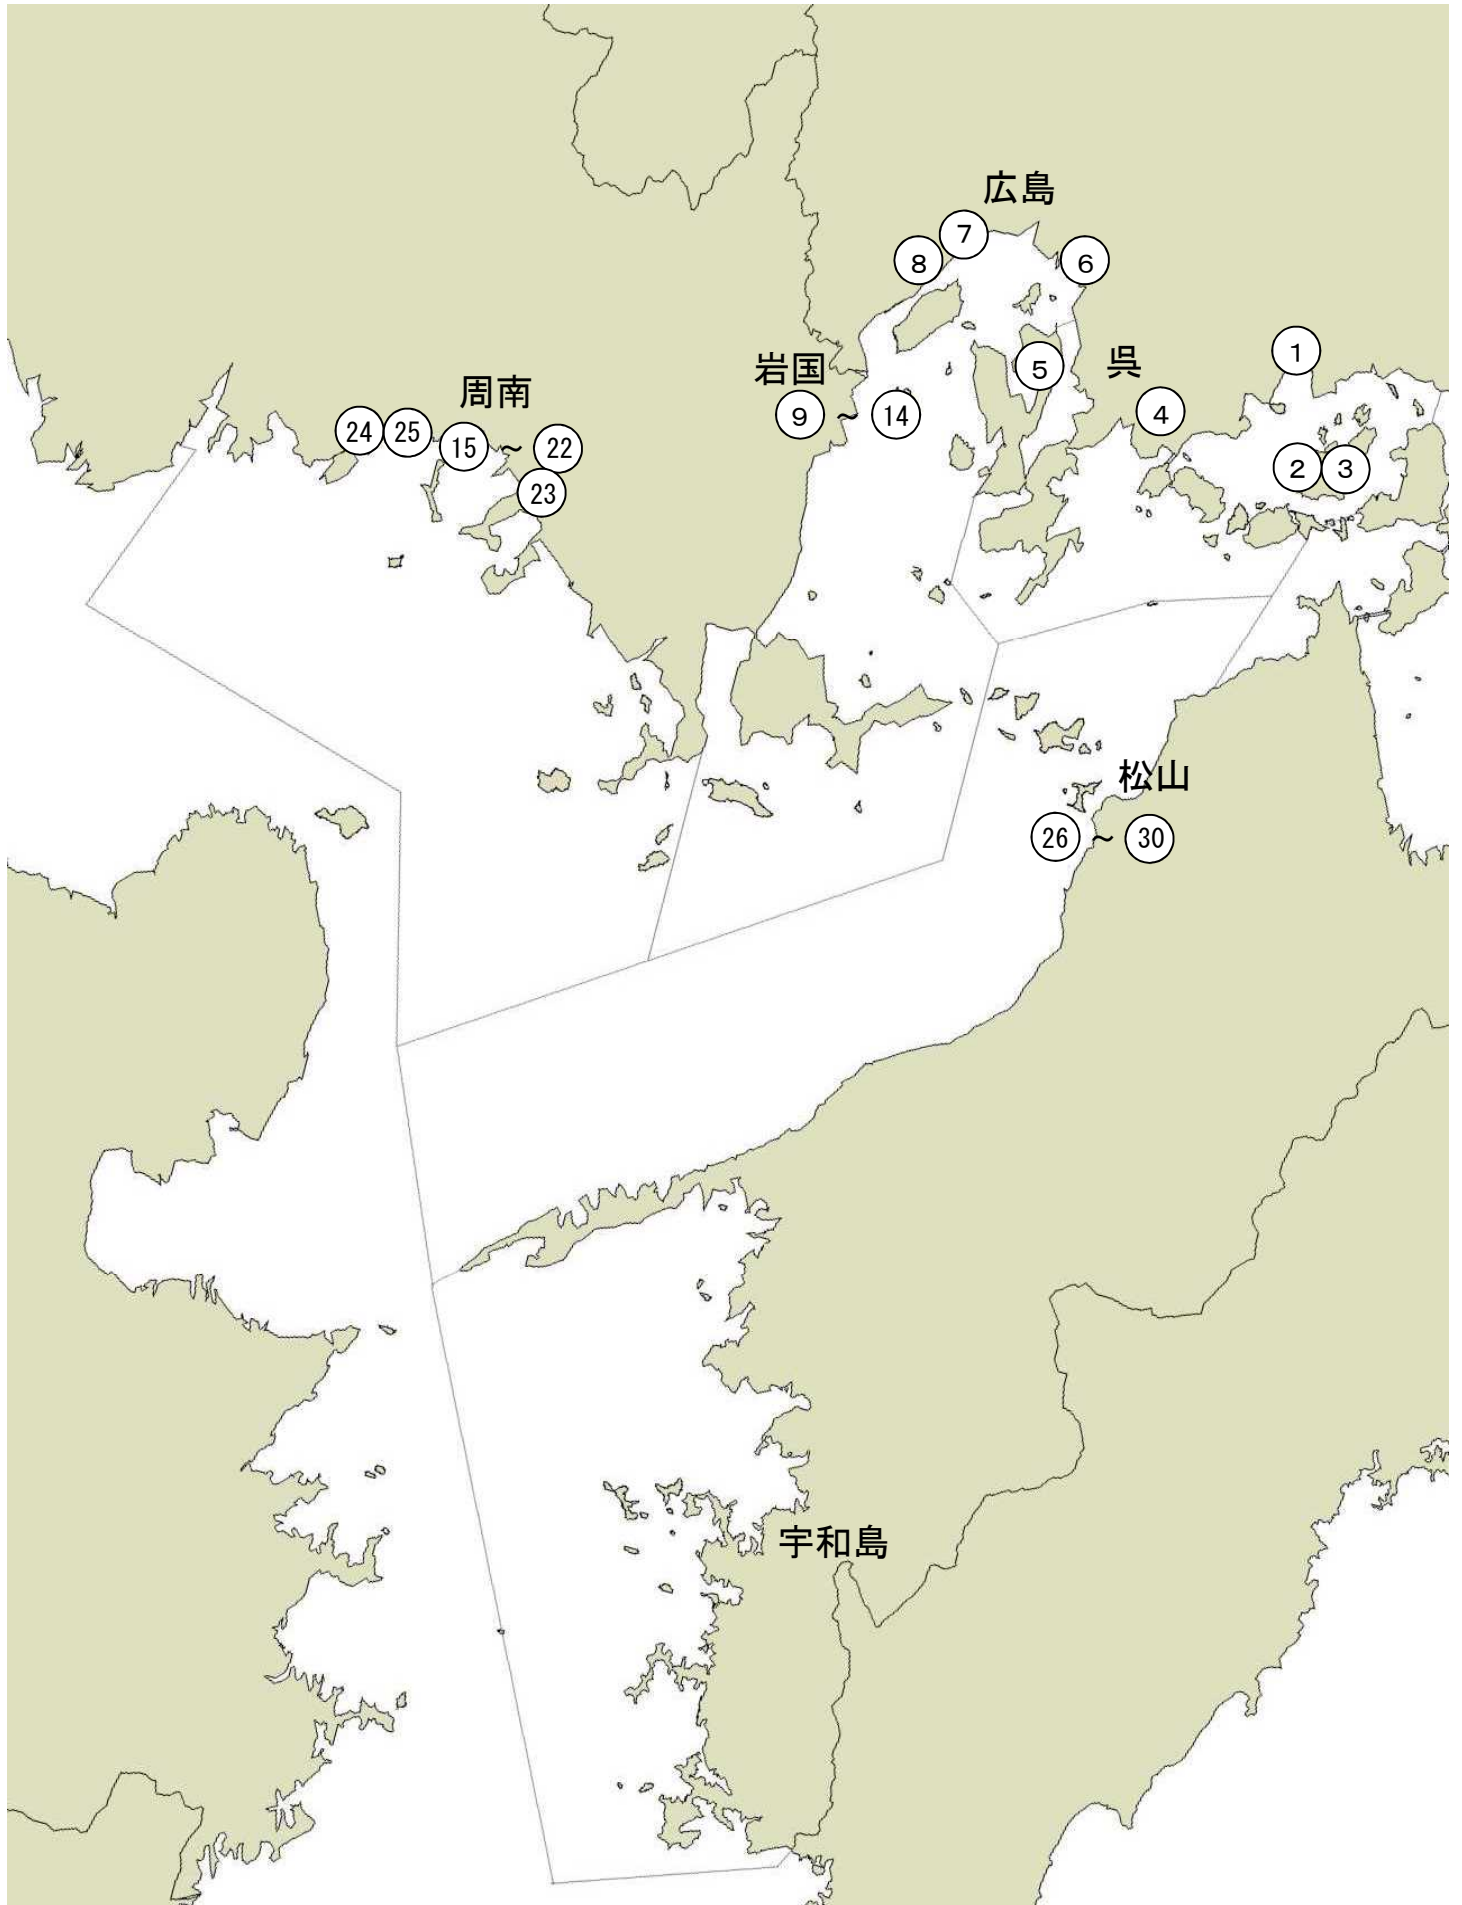 広島
⑦
⑧
⑥
①
岩国
呉
⑤
周南
⑨～⑭
④
㉔㉕
⑮～㉒
②③
㉓
松山
㉖～㉚
宇和島